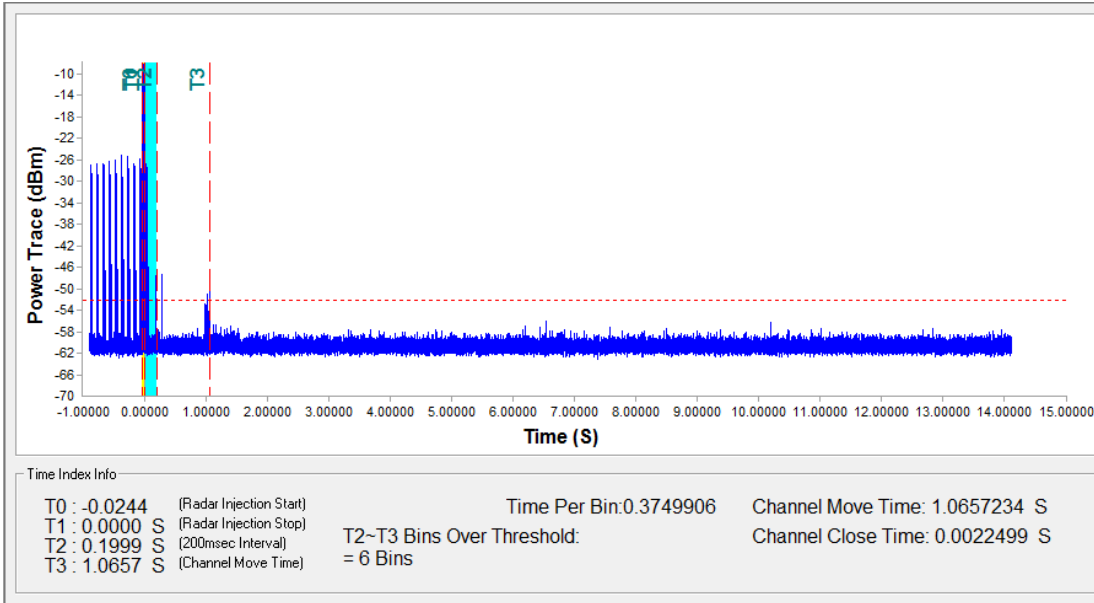 T0 T2 T3
-10
-14
-18
-22
-26
-30
-34
-38
-42
-46
-50
-54
-58
-62
-66
-70
Power Trace (dBm)
-1.00000 0.00000 1.00000 2.00000 3.00000 4.00000 5.00000 6.00000 7.00000 8.00000 9.00000 10.00000 11.00000 12.00000 13.00000 14.00000 15.00000
Time (S)
Time Index Info
T0 : -0.0244 (Radar Injection Start) Time Per Bin:0.3749906 Channel Move Time: 1.0657234 S
T1 : 0.0000 S (Radar Injection Stop) Channel Close Time: 0.0022499 S
T2 : 0.1999 S (200msec Interval) T2~T3 Bins Over Threshold:
T3 : 1.0657 S (Channel Move Time) = 6 Bins